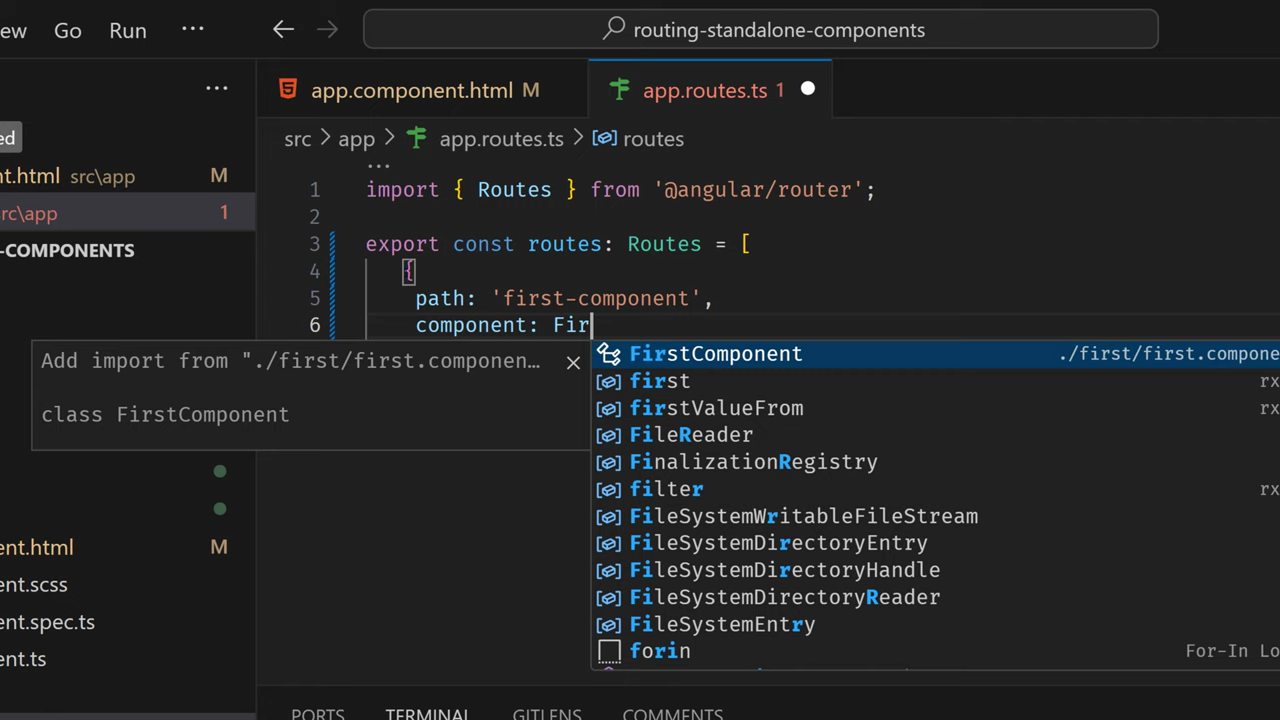 ew Go Run ··· ← → routing-standalone-components
··· app.component.html M app.routes.ts 1
ed src > app > app.routes.ts > routes
nt.html src\app M
rc\app 1
-COMPONENTS
nt.html M
ent.scss
ent.spec.ts
ent.ts
...
1 import { Routes } from '@angular/router';
2
3 export const routes: Routes = [
4 {
5 path: 'first-component',
6 component: Fir
Add import from "./first/first.componen…
class FirstComponent
FirstComponent ./first/first.compone
first rx
firstValueFrom rx
FileReader
FinalizationRegistry
filter rx
FileSystemWritableFileStream
FileSystemDirectoryEntry
FileSystemDirectoryHandle
FileSystemDirectoryReader
FileSystemEntry
forin For-In Lo
PORTS TERMINAL GITLENS COMMENTS